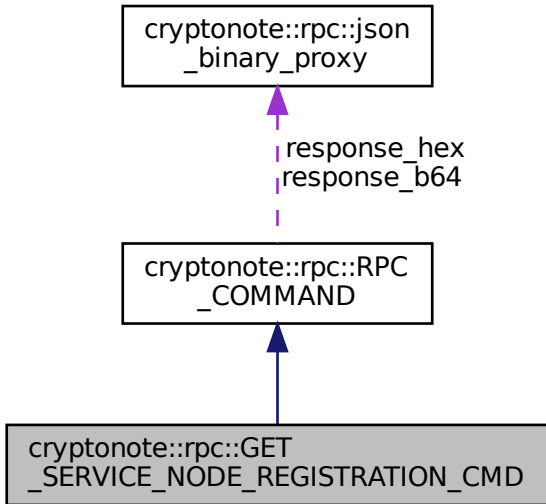 cryptonote::rpc::json
_binary_proxy
response_hex
response_b64
cryptonote::rpc::RPC
_COMMAND
cryptonote::rpc::GET
_SERVICE_NODE_REGISTRATION_CMD